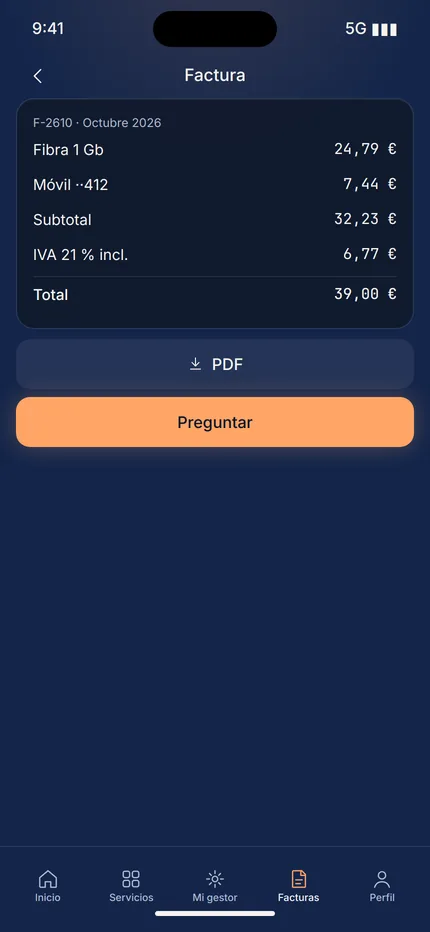 9:41
5G
Factura
F-2610 · Octubre 2026
Fibra 1 Gb 24,79 €
Móvil ··412 7,44 €
Subtotal 32,23 €
IVA 21 % incl. 6,77 €
Total 39,00 €
PDF
Preguntar
Inicio Servicios Mi gestor Facturas Perfil